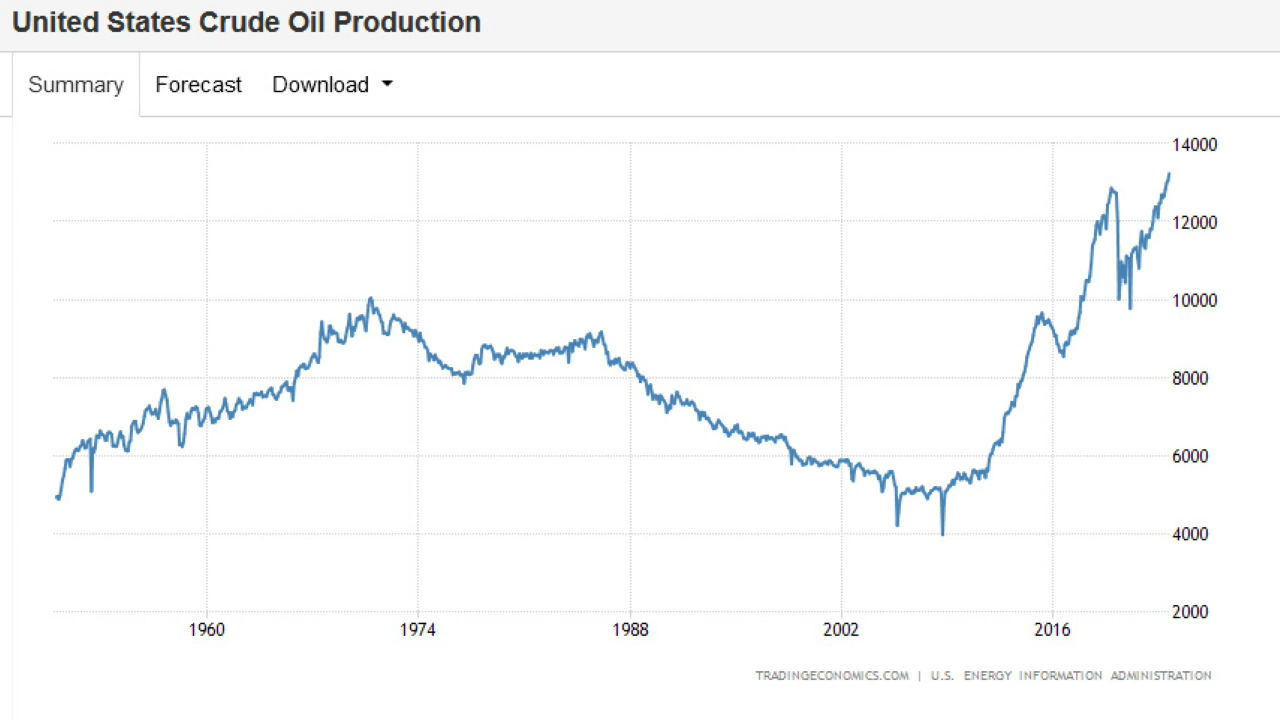 United States Crude Oil Production
Summary Forecast Download
14000
12000
10000
8000
6000
4000
2000
1960 1974 1988 2002 2016
TRADINGECONOMICS.COM | U.S. ENERGY INFORMATION ADMINISTRATION